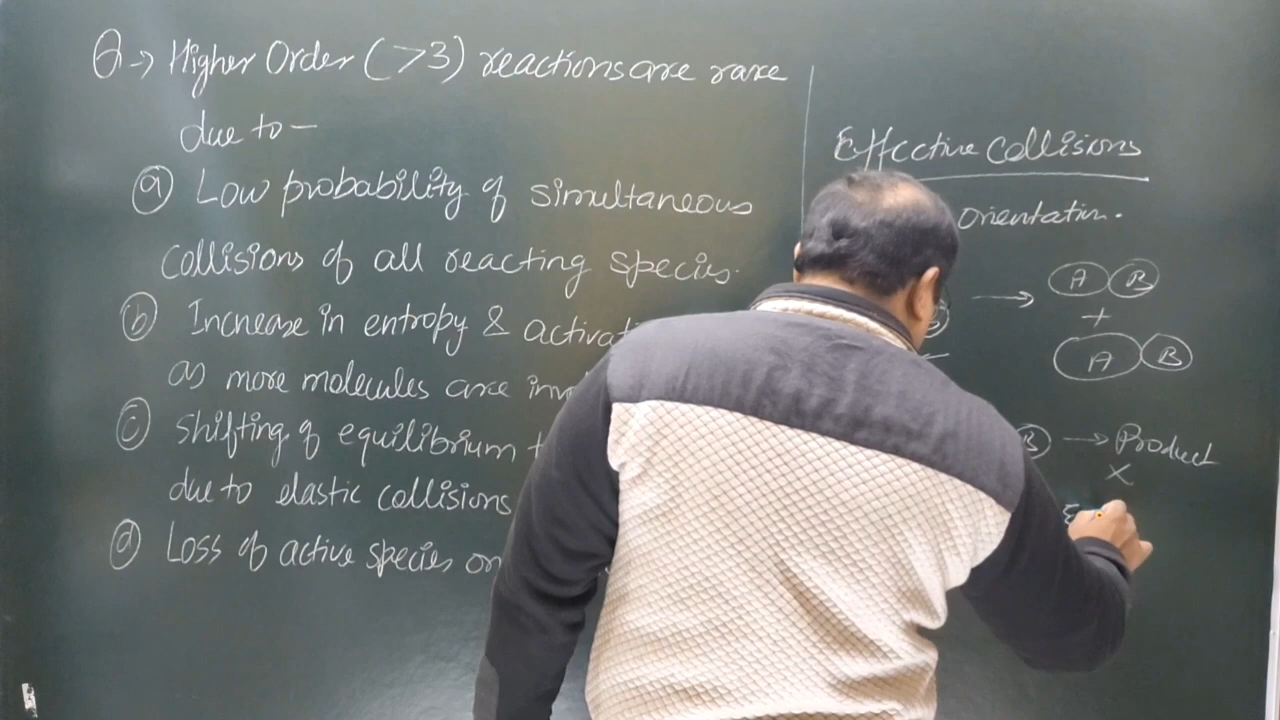 Q → Higher Order (>3) reactions are rare
due to —
(a) Low probability of simultaneous
collisions of all reacting species.
(b) Increase in entropy &
as more molecules are
(c) Shifting of equilibrium
due to elastic collisions
(d) Loss of active species on
Effective Collisions
orientation.
→ A B
+
A B
B → Product
X